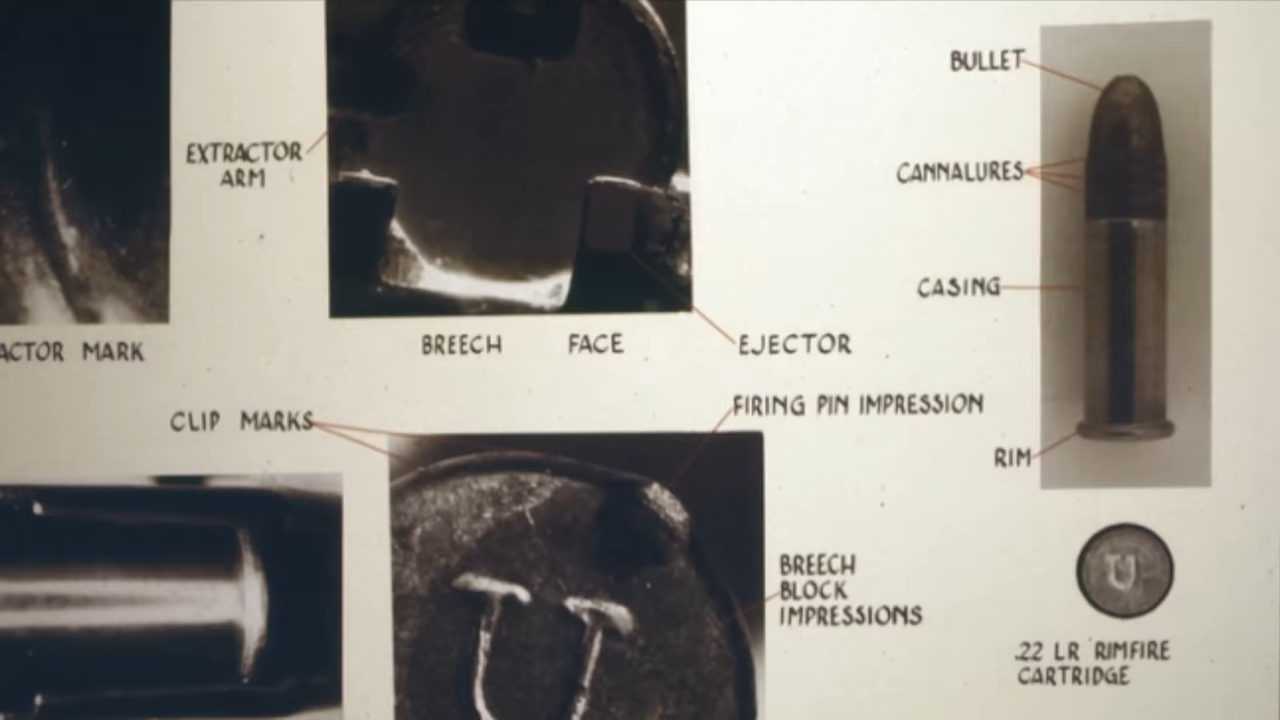 BULLET
EXTRACTOR
ARM
CANNALURES
CASING
ACTOR MARK
BREECH FACE
EJECTOR
CLIP MARKS
FIRING PIN IMPRESSION
RIM
U
BREECH
BLOCK
IMPRESSIONS
U
.22 LR RIMFIRE
CARTRIDGE